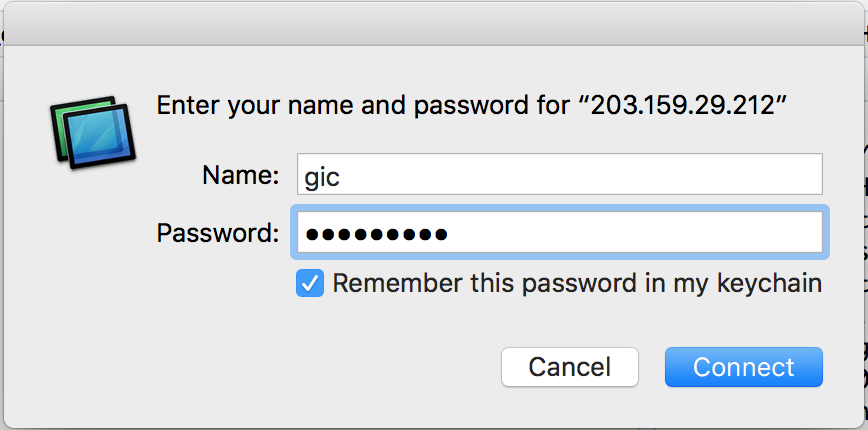 Enter your name and password for “203.159.29.212”
Name: gic
Password: •••••••••
Remember this password in my keychain
Cancel Connect